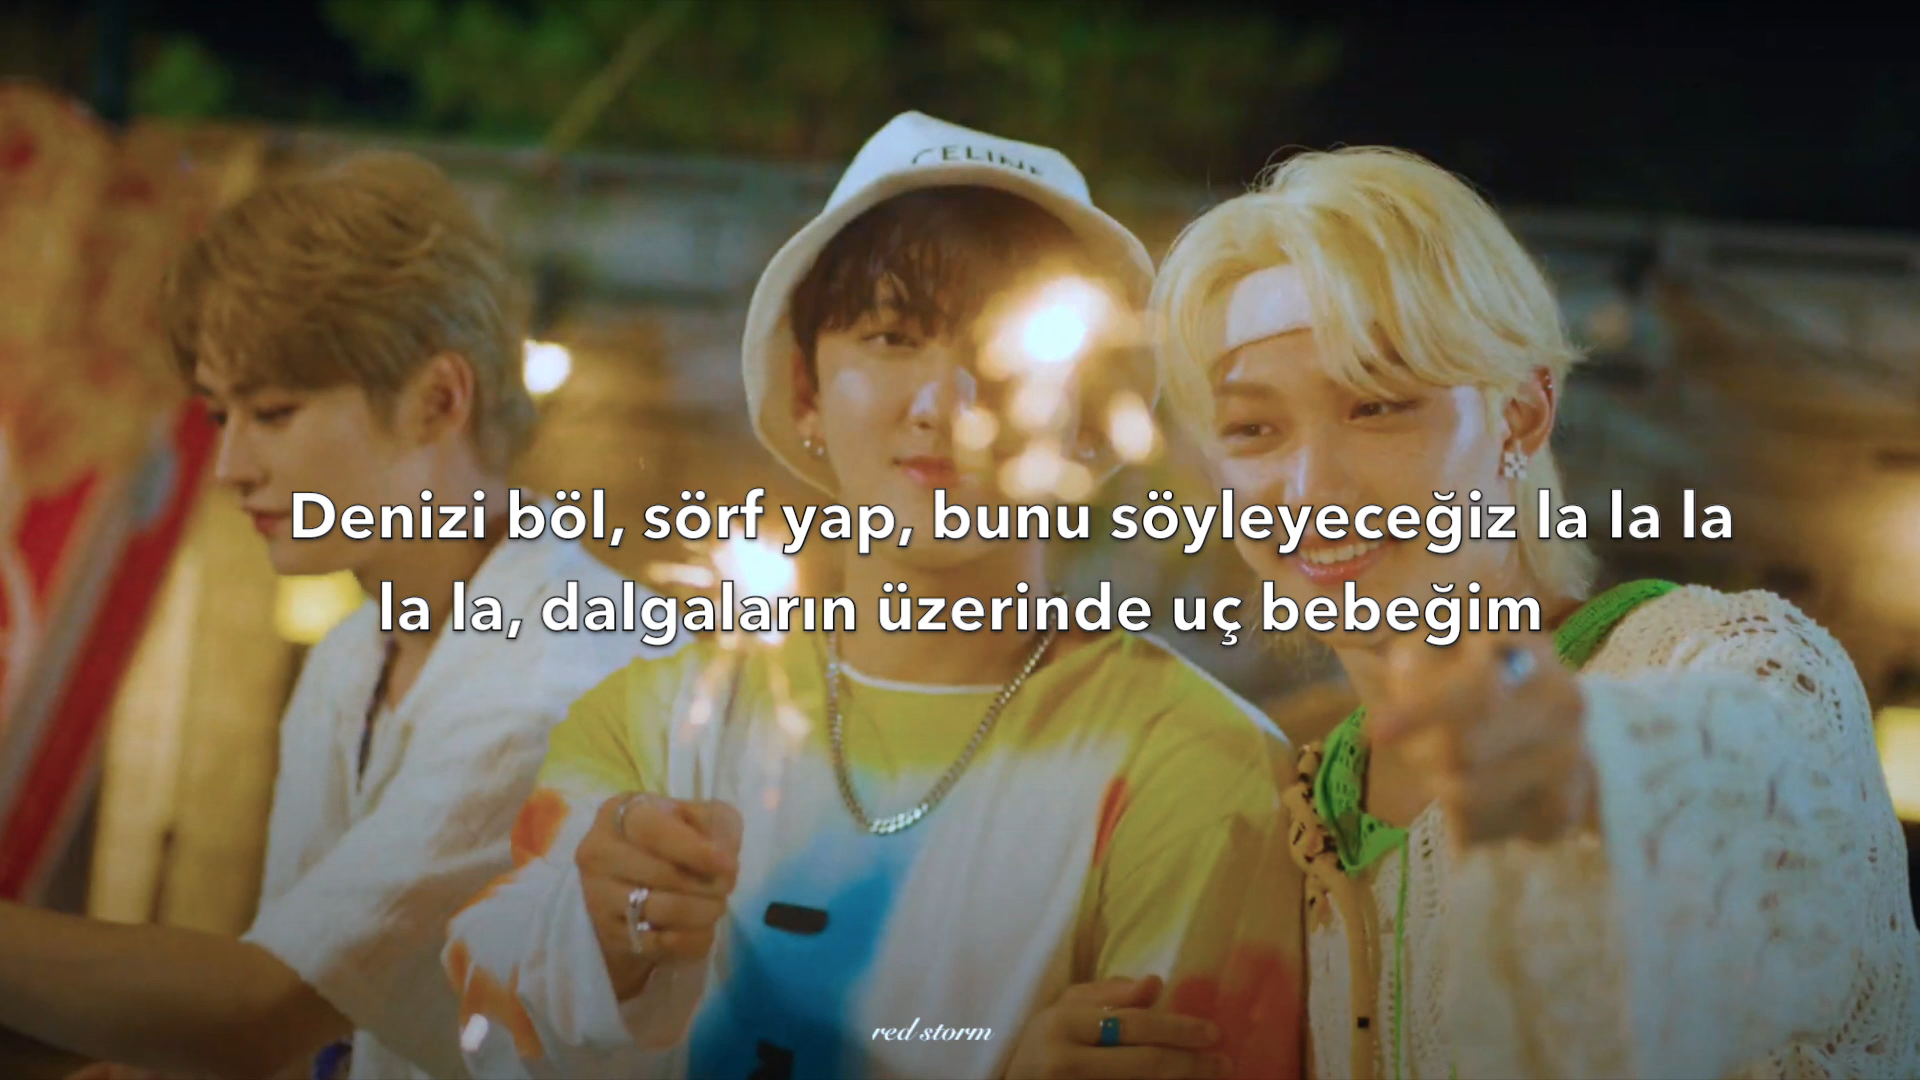 CELINE
Denizi böl, sörf yap, bunu söyleyeceğiz la la la
la la, dalgaların üzerinde uç bebeğim
red storm